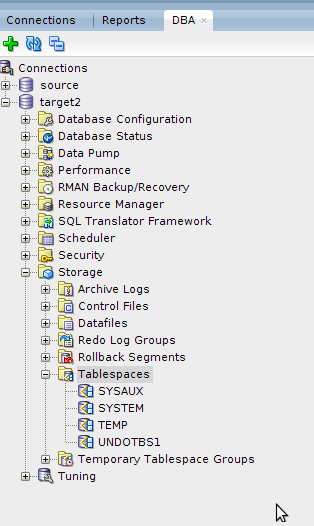 Connections Reports DBA
Connections
source
target2
Database Configuration
Database Status
Data Pump
Performance
RMAN Backup/Recovery
Resource Manager
SQL Translator Framework
Scheduler
Security
Storage
Archive Logs
Control Files
Datafiles
Redo Log Groups
Rollback Segments
Tablespaces
SYSAUX
SYSTEM
TEMP
UNDOTBS1
Temporary Tablespace Groups
Tuning